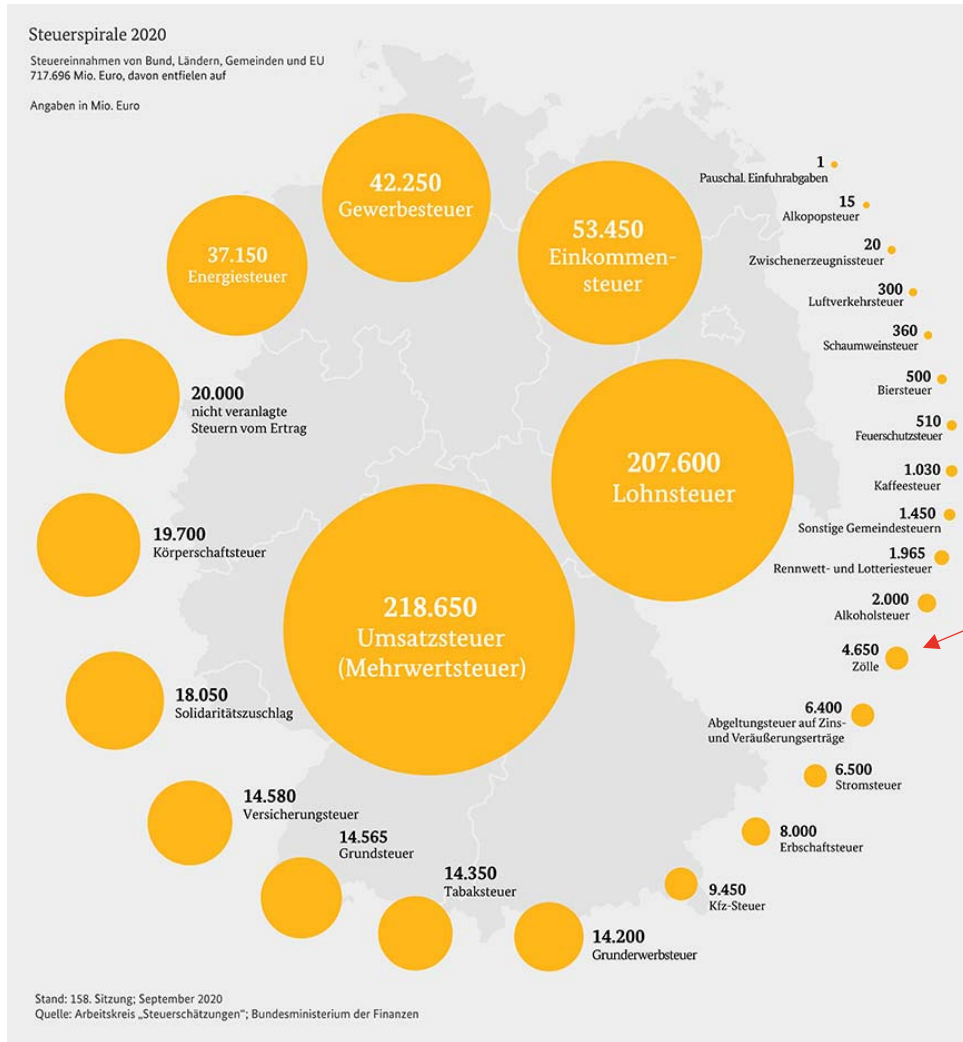 Steuerspirale 2020
Steuereinnahmen von Bund, Ländern, Gemeinden und EU
717.696 Mio. Euro, davon entfielen auf
Angaben in Mio. Euro
1
Pauschal. Einfuhrabgaben
15
Alkopopsteuer
20
Zwischenerzeugnissteuer
300
Luftverkehrsteuer
360
Schaumweinsteuer
500
Biersteuer
510
Feuerschutzsteuer
1.030
Kaffeesteuer
1.450
Sonstige Gemeindesteuern
1.965
Rennwett- und Lotteriesteuer
2.000
Alkoholsteuer
4.650
Zölle
6.400
Abgeltungsteuer auf Zins-
und Veräußerungserträge
6.500
Stromsteuer
8.000
Erbschaftsteuer
9.450
Kfz-Steuer
14.200
Grunderwerbsteuer
14.350
Tabaksteuer
14.565
Grundsteuer
14.580
Versicherungsteuer
18.050
Solidaritätszuschlag
19.700
Körperschaftsteuer
20.000
nicht veranlagte
Steuern vom Ertrag
37.150
Energiesteuer
42.250
Gewerbesteuer
53.450
Einkommen-
steuer
207.600
Lohnsteuer
218.650
Umsatzsteuer
(Mehrwertsteuer)
Stand: 158. Sitzung; September 2020
Quelle: Arbeitskreis „Steuerschätzungen“; Bundesministerium der Finanzen